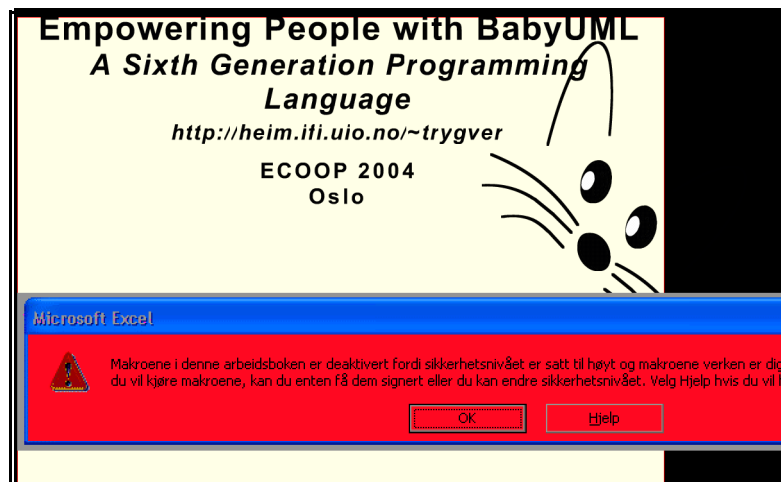 Empowering People with BabyUML
A Sixth Generation Programming
Language
http://heim.ifi.uio.no/~trygver
ECOOP 2004
Oslo
Microsoft Excel
Makroene i denne arbeidsboken er deaktivert fordi sikkerhetsnivået er satt til høyt og makroene verken er dig
du vil kjøre makroene, kan du enten få dem signert eller du kan endre sikkerhetsnivået. Velg Hjelp hvis du vil
OK
Hjelp